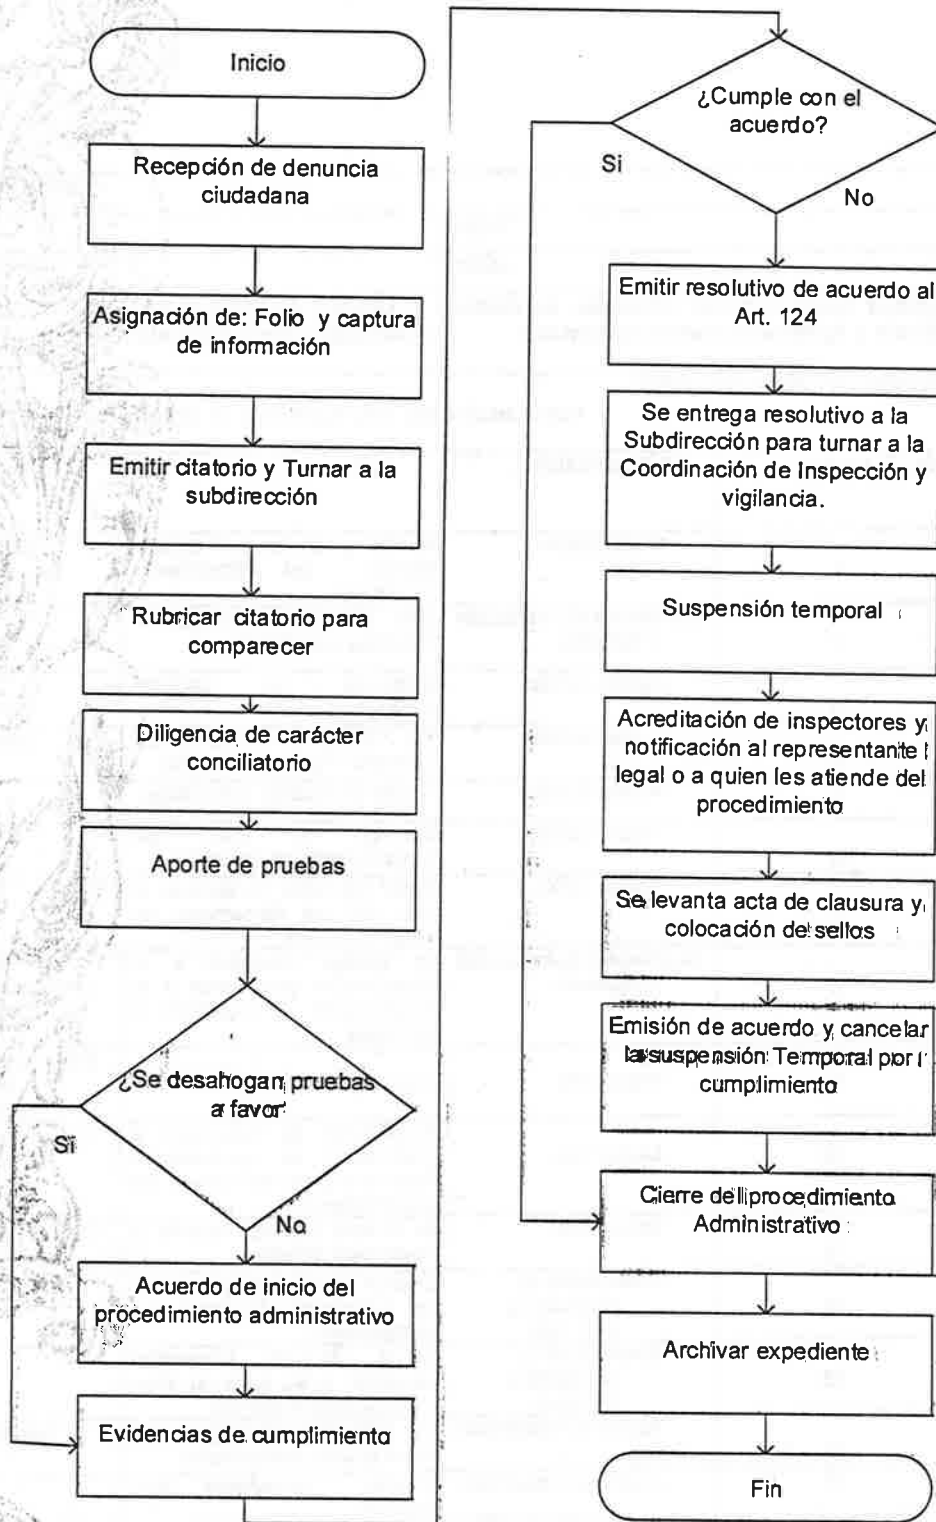 Inicio
Recepción de denuncia
ciudadana
Asignación de: Folio y captura
de información
Emitir citatorio y Turnar a la
subdirección
Rubricar citatorio para
comparecer
Diligencia de carácter
conciliatorio
Aporte de pruebas
¿Se desahogan pruebas
a favor
Si
No
Acuerdo de inicio del
procedimiento administrativo
Evidencias de cumplimiento
¿Cumple con el
acuerdo?
Si
No
Emitir resolutivo de acuerdo al
Art. 124
Se entrega resolutivo a la
Subdirección para turnar a la
Coordinación de Inspección y
vigilancia.
Suspensión temporal
Acreditación de inspectores y
notificación al representante
legal o a quien les atiende del
procedimiento
Se levanta acta de clausura y
colocación de sellos
Emisión de acuerdo y cancelar
la suspensión Temporal por
cumplimiento
Cierre del procedimiento
Administrativo
Archivar expediente
Fin